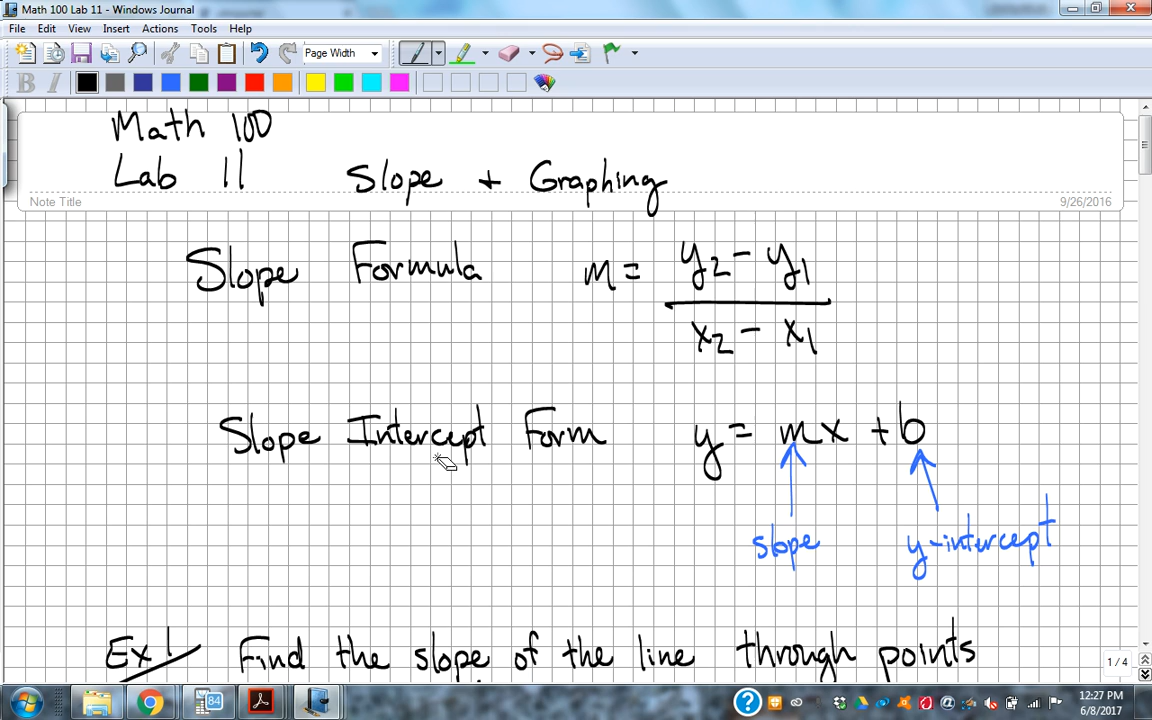 Math 100 Lab 11 - Windows Journal
File Edit View Insert Actions Tools Help
Page Width
B I
Math 100
Lab 11 Slope + Graphing
Note Title 9/26/2016
Slope Formula m = y2 - y1 / x2 - x1
Slope Intercept Form y = mx + b
slope y-intercept
Ex 1 Find the slope of the line through points
1 / 4
84
12:27 PM
6/8/2017